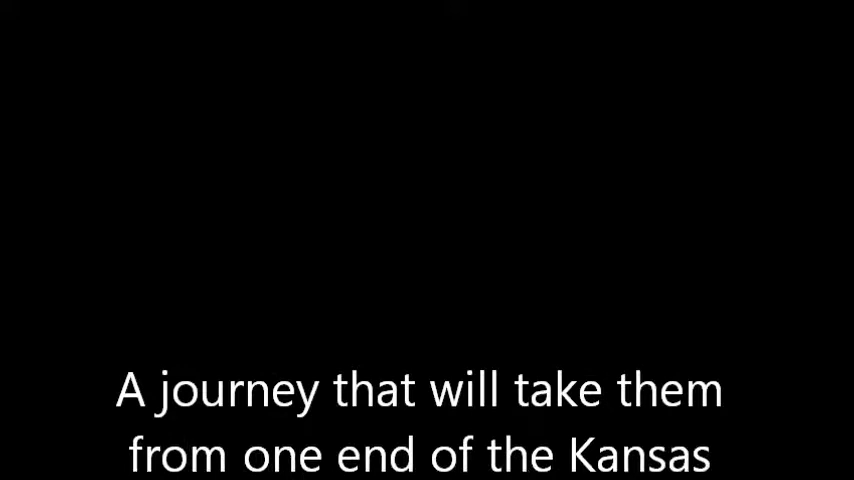 A journey that will take them
from one end of the Kansas